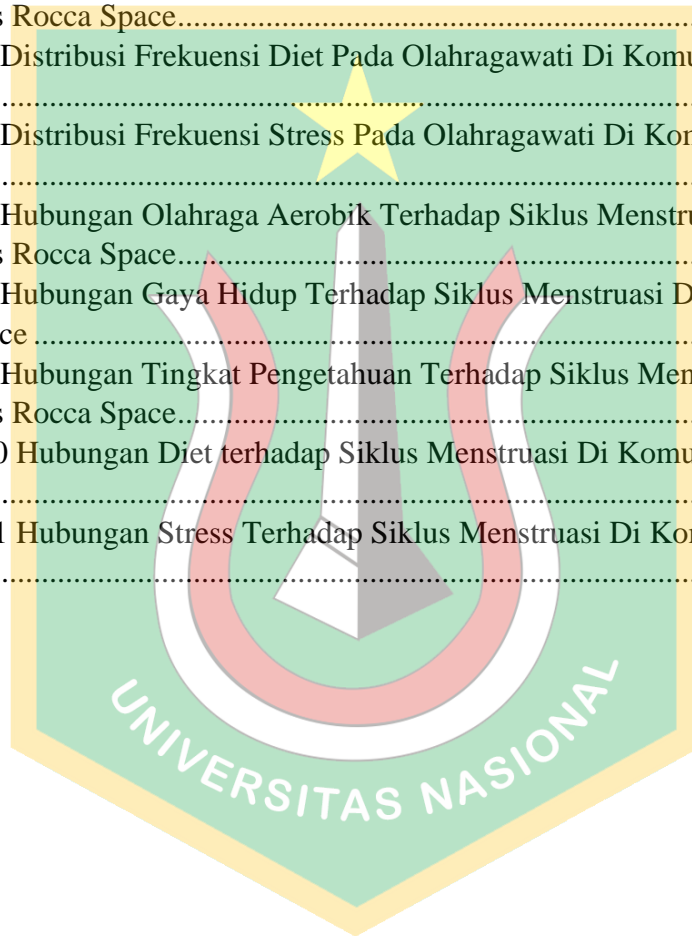 s Rocca Space...............................................................................
Distribusi Frekuensi Diet Pada Olahragawati Di Komu
...............................................................................
Distribusi Frekuensi Stress Pada Olahragawati Di Kon
...............................................................................
Hubungan Olahraga Aerobik Terhadap Siklus Menstru
s Rocca Space...............................................................................
Hubungan Gaya Hidup Terhadap Siklus Menstruasi D
ce ...............................................................................
Hubungan Tingkat Pengetahuan Terhadap Siklus Men
s Rocca Space...............................................................................
0 Hubungan Diet terhadap Siklus Menstruasi Di Komu
...............................................................................
1 Hubungan Stress Terhadap Siklus Menstruasi Di Kon
...............................................................................
UNIVERSITAS NASIONAL